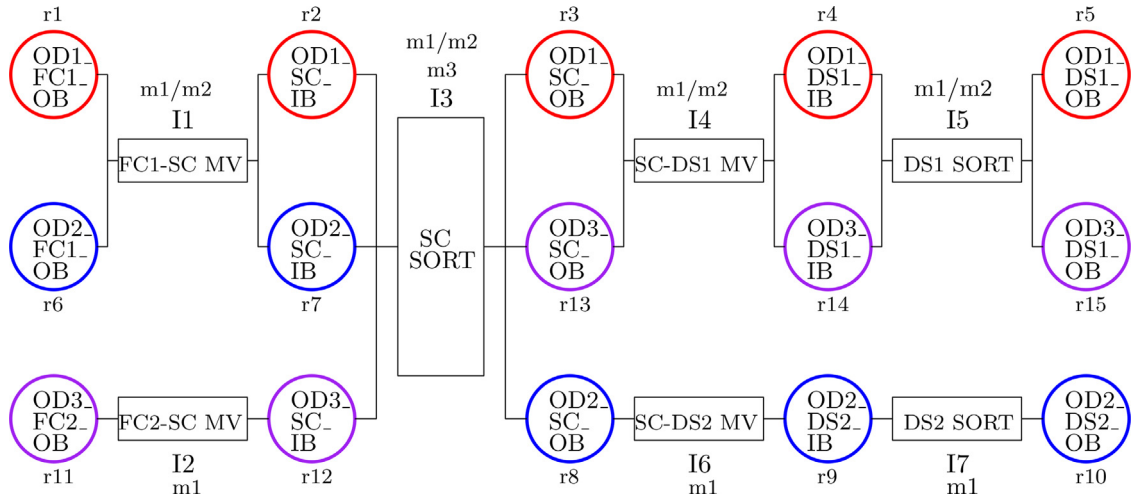 r1
r2
r3
r4
r5
OD1_
FC1_
OB
OD1_
SC_
IB
m1/m2
m3
I3
OD1_
SC_
OB
OD1_
DS1_
IB
OD1_
DS1_
OB
m1/m2
I1
m1/m2
I4
m1/m2
I5
FC1-SC MV
SC-DS1 MV
DS1 SORT
OD2_
FC1_
OB
r6
OD2_
SC_
IB
r7
SC
SORT
OD3_
SC_
OB
r13
OD3_
DS1_
IB
r14
OD3_
DS1_
OB
r15
OD3_
FC2_
OB
r11
FC2-SC MV
I2
m1
OD3_
SC_
IB
r12
OD2_
SC_
OB
r8
SC-DS2 MV
I6
m1
OD2_
DS2_
IB
r9
DS2 SORT
I7
m1
OD2_
DS2_
OB
r10